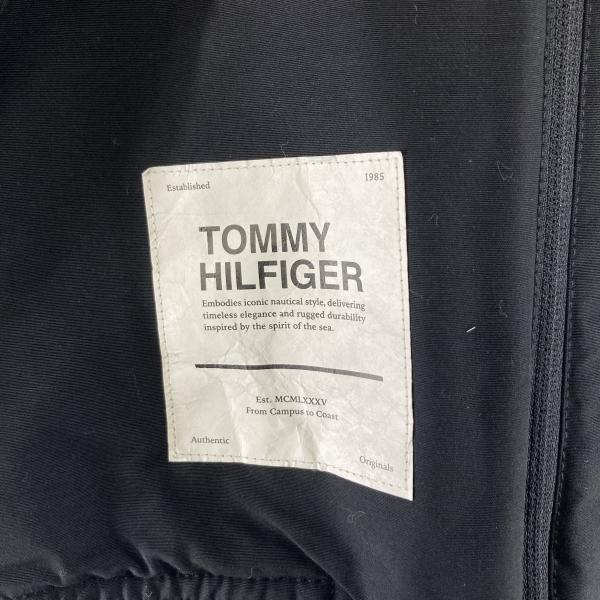 Established 1985
TOMMY
HILFIGER
Embodies iconic nautical style, delivering
timeless elegance and rugged durability
inspired by the spirit of the sea.
Est. MCMLXXXV
From Campus to Coast
Authentic Originals